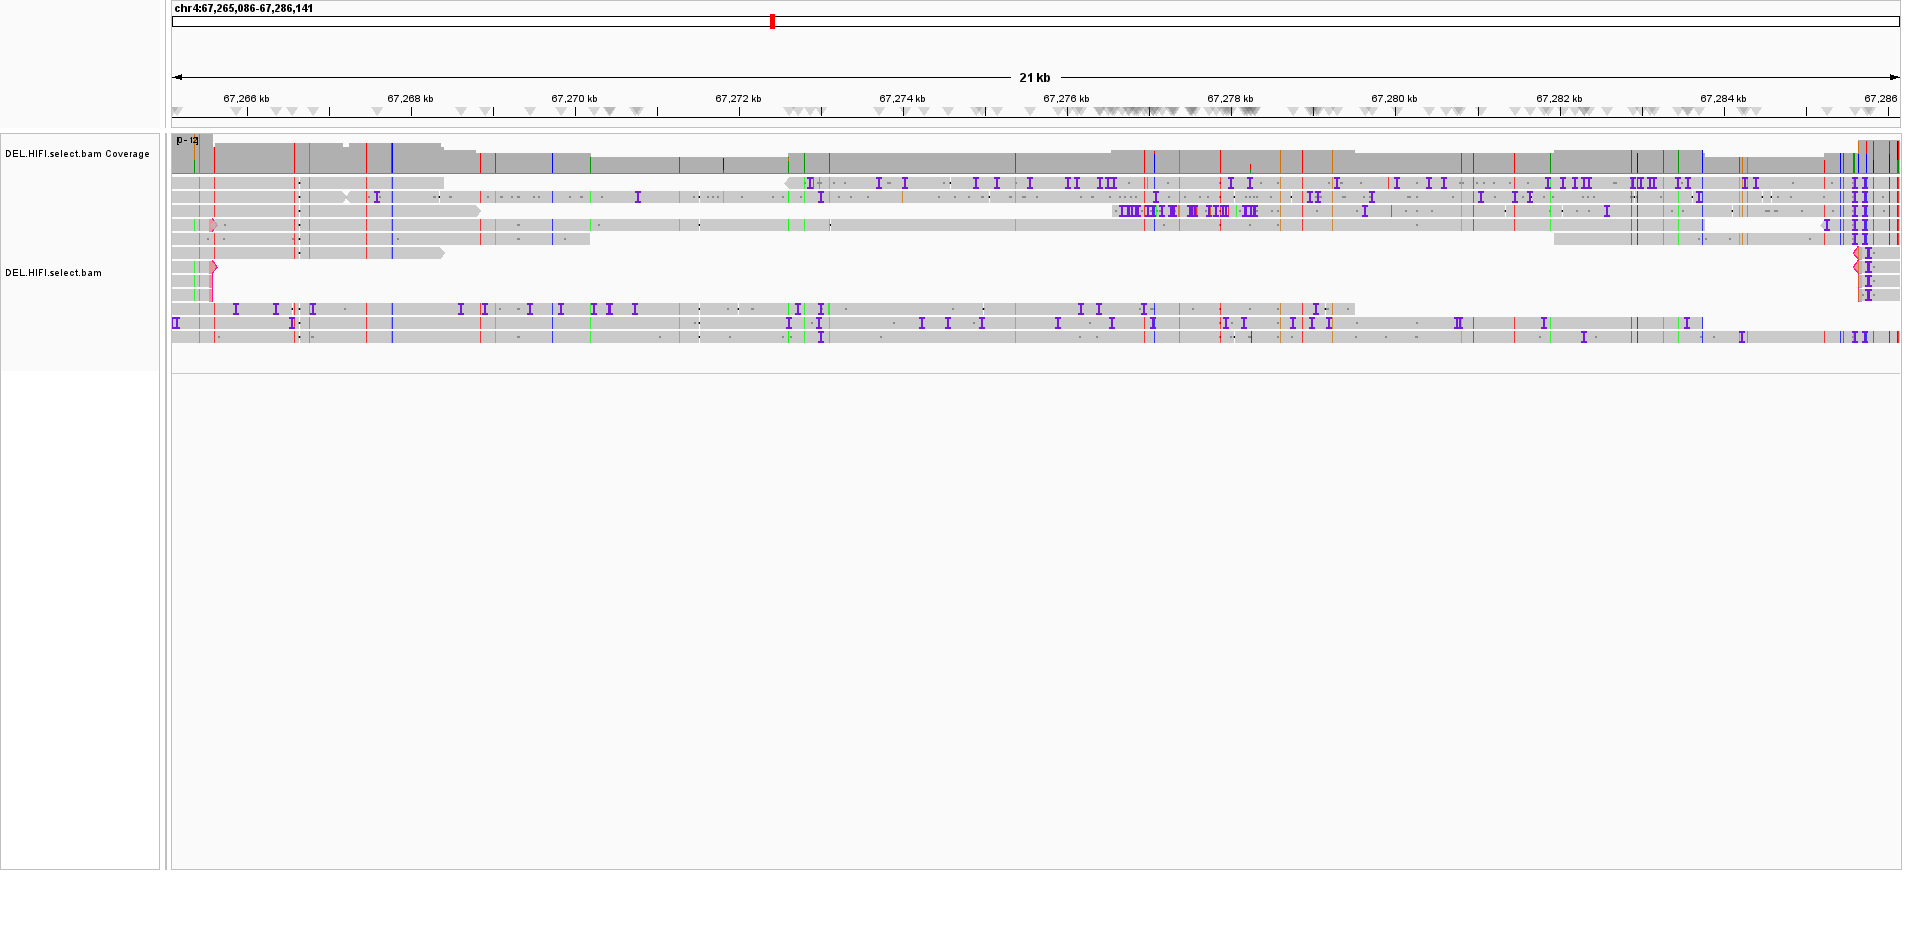 chr4:67,265,086-67,286,141
21 kb
67,266 kb 67,268 kb 67,270 kb 67,272 kb 67,274 kb 67,276 kb 67,278 kb 67,280 kb 67,282 kb 67,284 kb 67,286
[0 - 12]
DEL.HIFI.select.bam Coverage
DEL.HIFI.select.bam